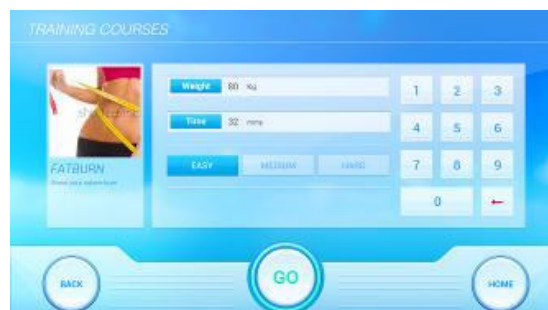 TRAINING COURSES
Weight 80 Kg
Time 32 mins
EASY MEDIUM HARD
FATBURN
1 2 3
4 5 6
7 8 9
0
BACK
GO
HOME